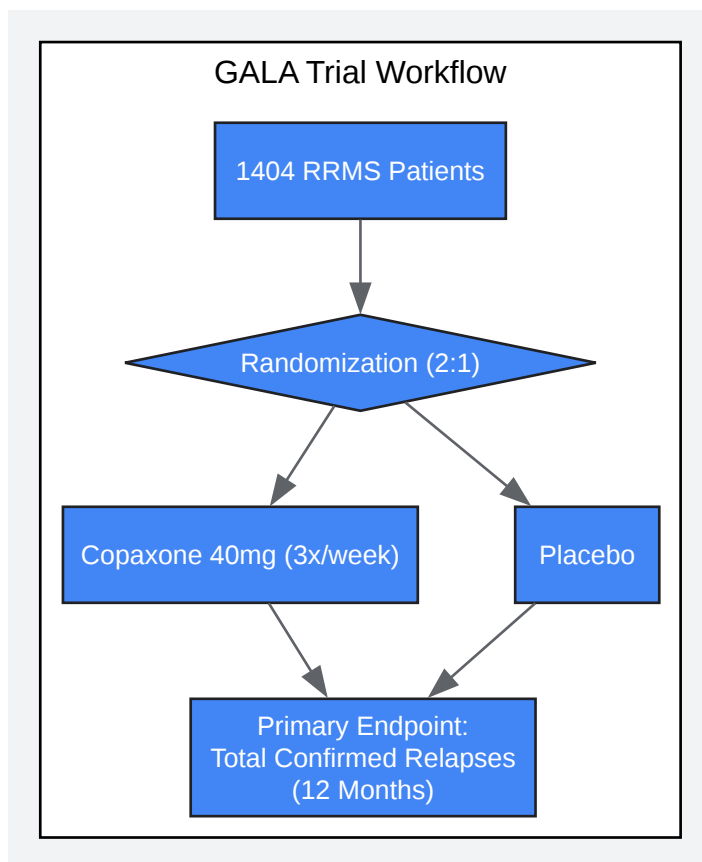 GALA Trial Workflow
1404 RRMS Patients
Randomization (2:1)
Copaxone 40mg (3x/week)
Placebo
Primary Endpoint:
Total Confirmed Relapses
(12 Months)